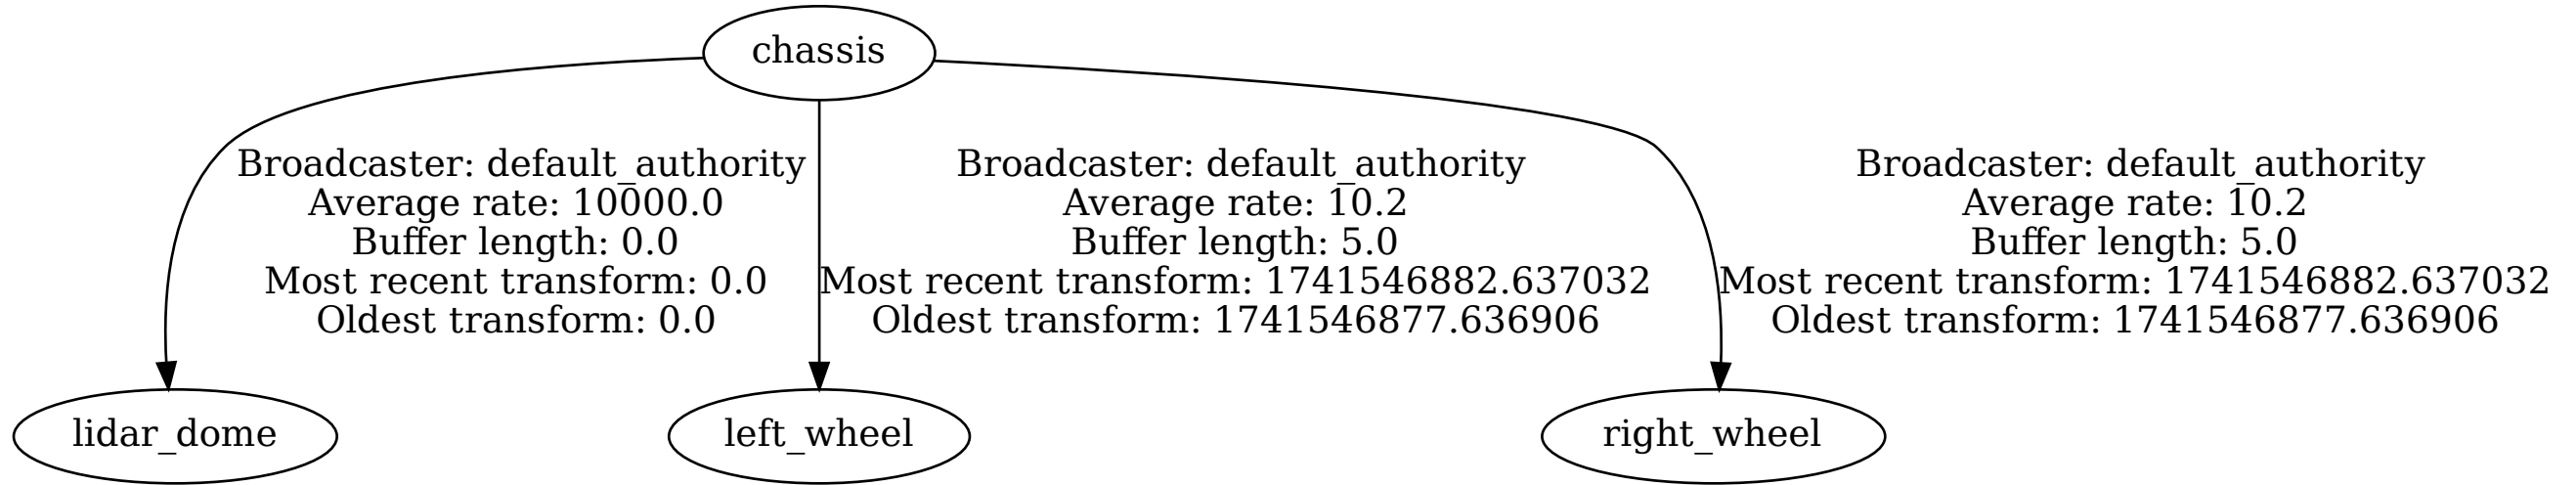 chassis
Broadcaster: default_authority
Average rate: 10000.0
Buffer length: 0.0
Most recent transform: 0.0
Oldest transform: 0.0
Broadcaster: default_authority
Average rate: 10.2
Buffer length: 5.0
Most recent transform: 1741546882.637032
Oldest transform: 1741546877.636906
Broadcaster: default_authority
Average rate: 10.2
Buffer length: 5.0
Most recent transform: 1741546882.637032
Oldest transform: 1741546877.636906
lidar_dome
left_wheel
right_wheel